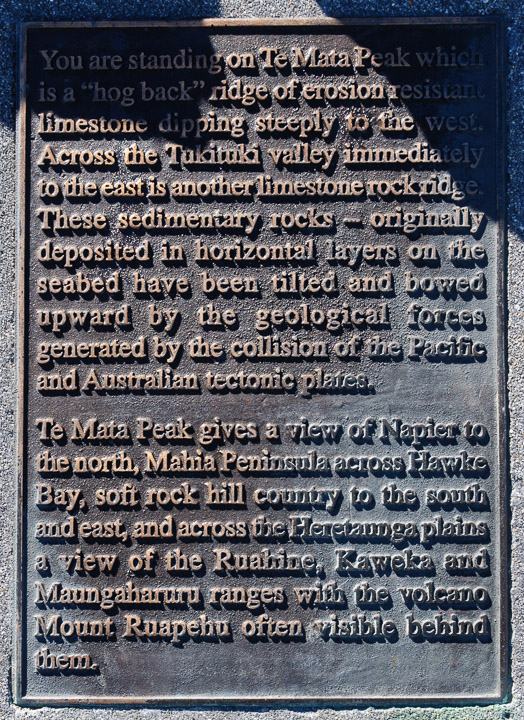 You are standing on Te Mata Peak which
is a “hog back” ridge of erosion resistant
limestone dipping steeply to the west.
Across the Tukituki valley immediately
to the east is another limestone rock ridge.
These sedimentary rocks – originally
deposited in horizontal layers on the
seabed have been tilted and bowed
upward by the geological forces
generated by the collision of the Pacific
and Australian tectonic plates.
Te Mata Peak gives a view of Napier to
the north, Mahia Peninsula across Hawke
Bay, soft rock hill country to the south
and east, and across the Heretaunga plains
a view of the Ruahine, Kaweka and
Maungaharuru ranges with the volcano
Mount Ruapehu often visible behind
them.